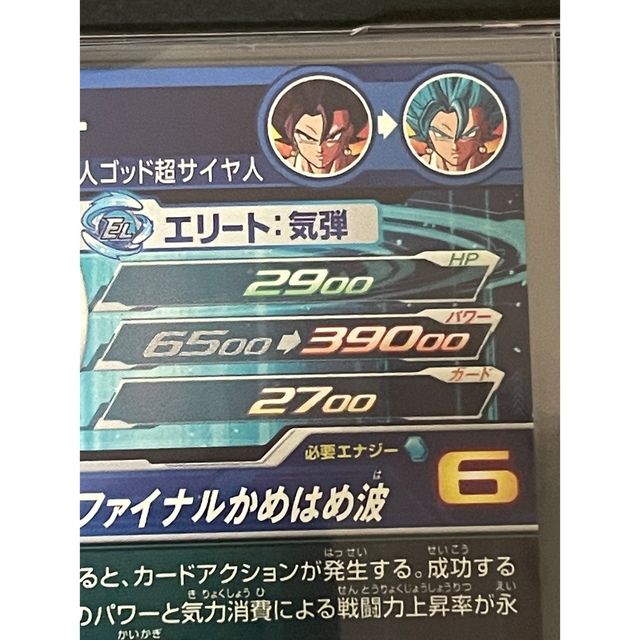 人ゴッド超サイヤ人
EL エリート:気弾
HP
2900
パワー
6500 39000
ガード
2700
必要エナジー 6
ファイナルかめはめ波
は
ると、カードアクションが発生する。成功する
はっせい せいこう
のパワーと気力消費による戦闘力上昇率が永
きりょくしょうひ せんとうりょくじょうしょうりつ えい
かいかぎ